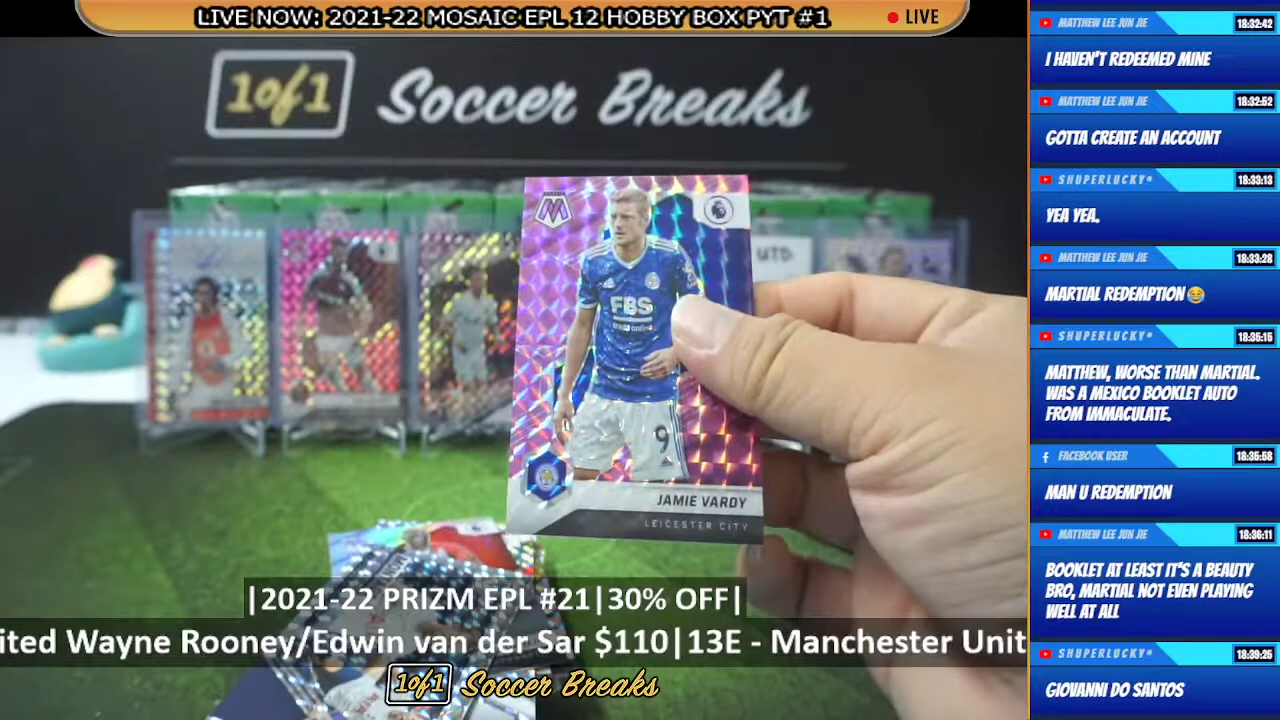 LIVE NOW: 2021-22 MOSAIC EPL 12 HOBBY BOX PYT #1
LIVE
1of1 Soccer Breaks
UTD
M
FBS
trade online
9
JAMIE VARDY
LEICESTER CITY
|2021-22 PRIZM EPL #21|30% OFF|
ited Wayne Rooney/Edwin van der Sar $110|13E - Manchester Unit
1of1 Soccer Breaks
MATTHEW LEE JUN JIE 18:32:42
I HAVEN'T REDEEMED MINE
MATTHEW LEE JUN JIE 18:32:52
GOTTA CREATE AN ACCOUNT
SHUPERLUCKY* 18:33:13
YEA YEA.
MATTHEW LEE JUN JIE 18:33:28
MARTIAL REDEMPTION😂
SHUPERLUCKY* 18:35:15
MATTHEW, WORSE THAN MARTIAL.
WAS A MEXICO BOOKLET AUTO
FROM IMMACULATE.
FACEBOOK USER 18:35:58
MAN U REDEMPTION
MATTHEW LEE JUN JIE 18:36:11
BOOKLET AT LEAST IT'S A BEAUTY
BRO, MARTIAL NOT EVEN PLAYING
WELL AT ALL
SHUPERLUCKY* 18:39:25
GIOVANNI DO SANTOS